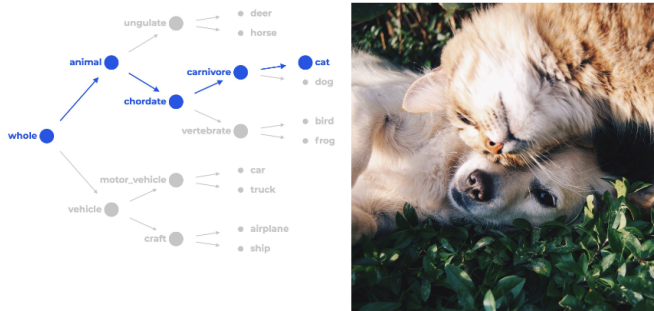 ungulate
deer
horse
animal
carnivore
cat
dog
chordate
vertebrate
bird
frog
whole
motor_vehicle
car
truck
vehicle
craft
airplane
ship